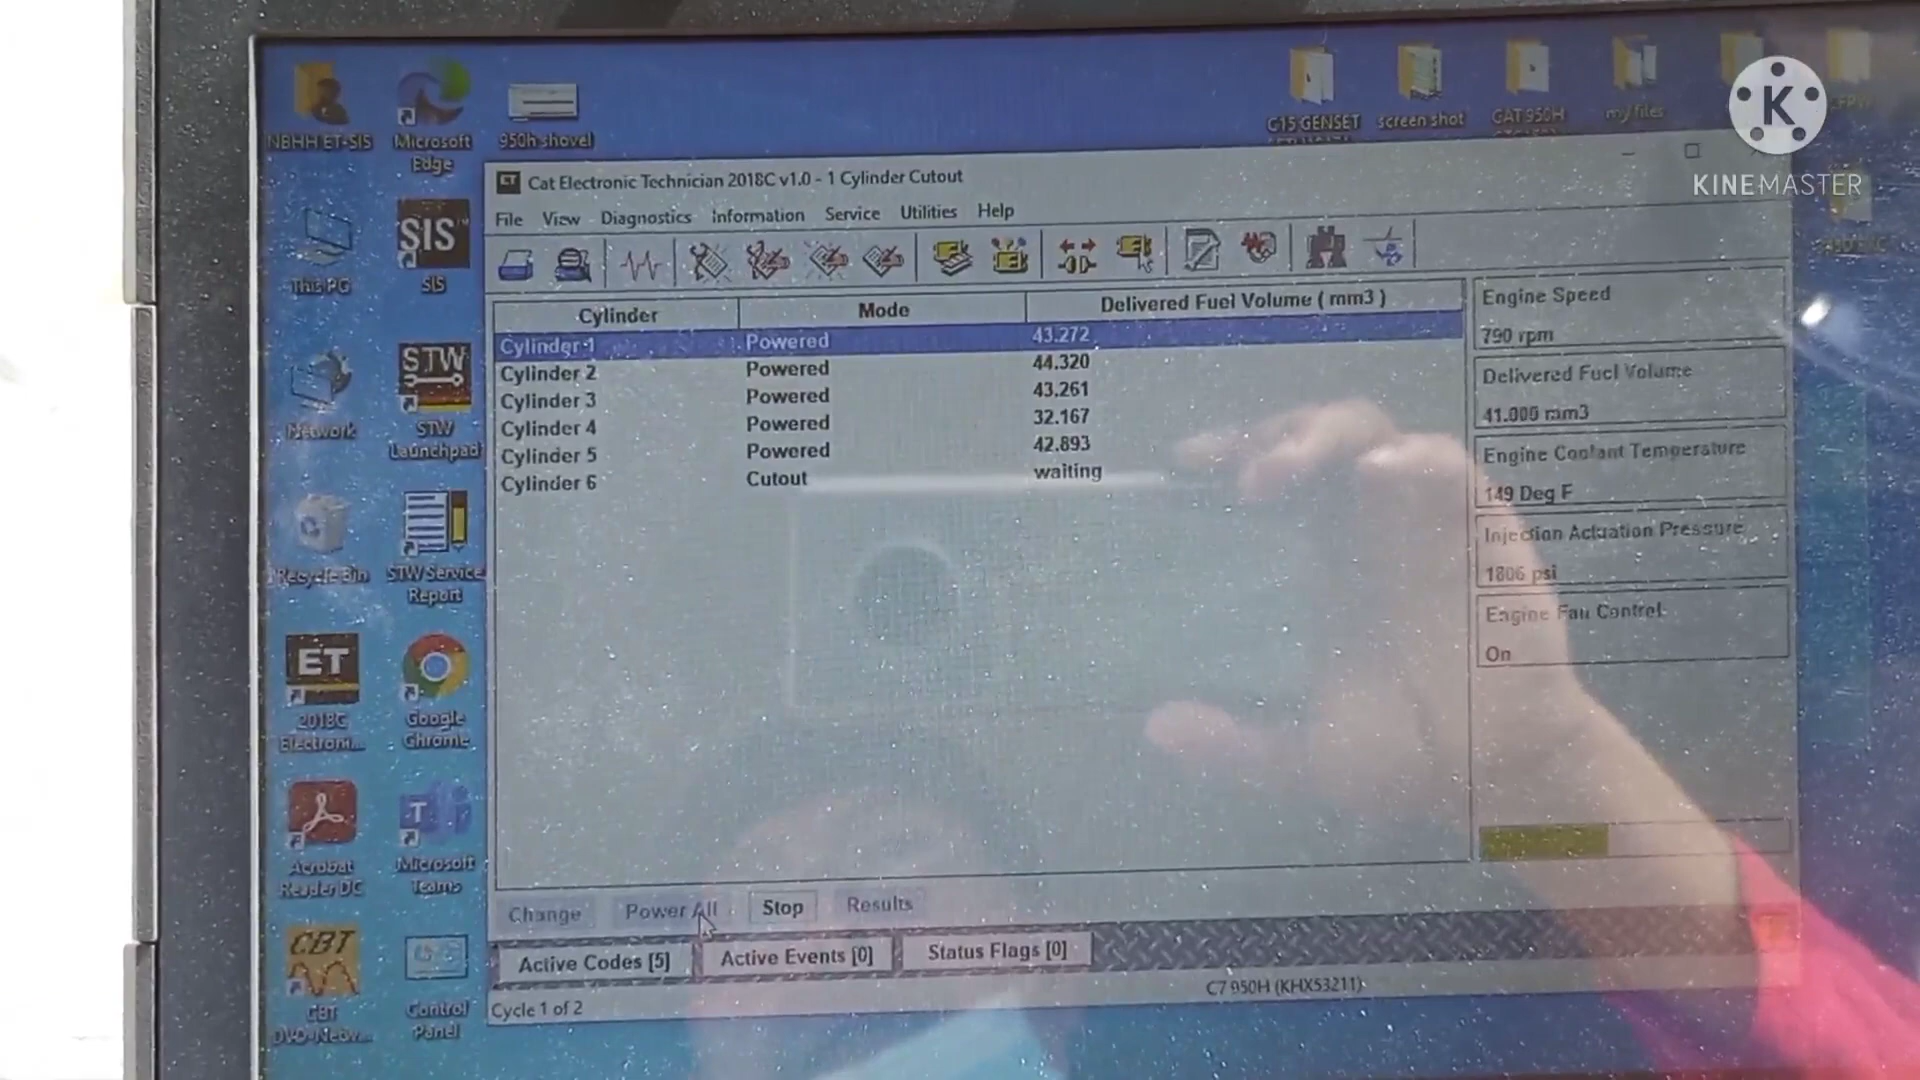 NBHH ET-SIS
Microsoft
Edge
950h shovel
C15 GENSET
screen shot
CAT 950H
my files
K
KINEMASTER
ET
Cat Electronic Technician 2018C v1.0 - 1 Cylinder Cutout
File View Diagnostics Information Service Utilities Help
This PC
SIS
SIS
Network
STW
STW
Launchpad
Recycle Bin
STW Service
Report
ET
2018C
Electroni...
Google
Chrome
Acrobat
Reader DC
T
Microsoft
Teams
CBT
CBT
DVD-Netw...
Control
Panel
Cylinder Mode Delivered Fuel Volume ( mm3 )
Cylinder 1 Powered 43.272
Cylinder 2 Powered 44.320
Cylinder 3 Powered 43.261
Cylinder 4 Powered 32.167
Cylinder 5 Powered 42.893
Cylinder 6 Cutout waiting
Engine Speed
790 rpm
Delivered Fuel Volume
41.000 mm3
Engine Coolant Temperature
149 Deg F
Injection Actuation Pressure
1806 psi
Engine Fan Control
On
Change Power All Stop Results
Active Codes [5] Active Events [0] Status Flags [0]
C7 950H (KHX53211)
Cycle 1 of 2